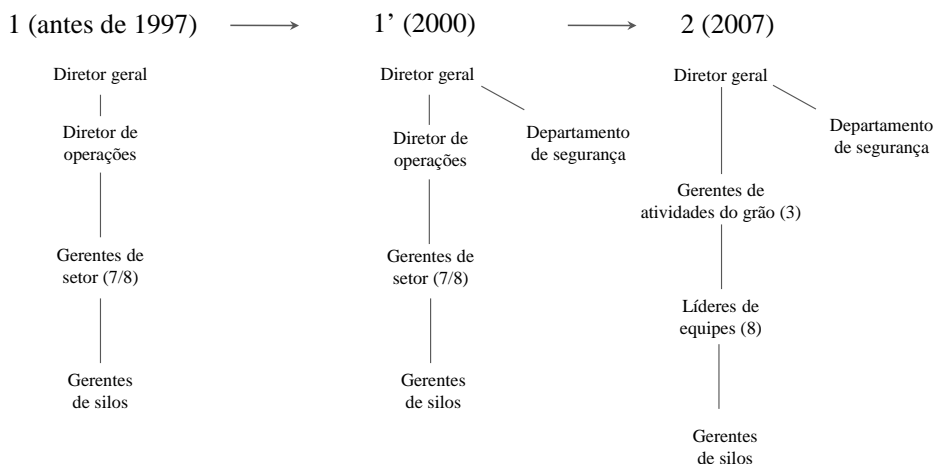 1 (antes de 1997)
1’ (2000)
2 (2007)
Diretor geral
Diretor de
operações
Gerentes de
setor (7/8)
Gerentes
de silos
Diretor geral
Departamento
de segurança
Diretor de
operações
Gerentes de
setor (7/8)
Gerentes
de silos
Diretor geral
Departamento
de segurança
Gerentes de
atividades do grão (3)
Líderes de
equipes (8)
Gerentes
de silos